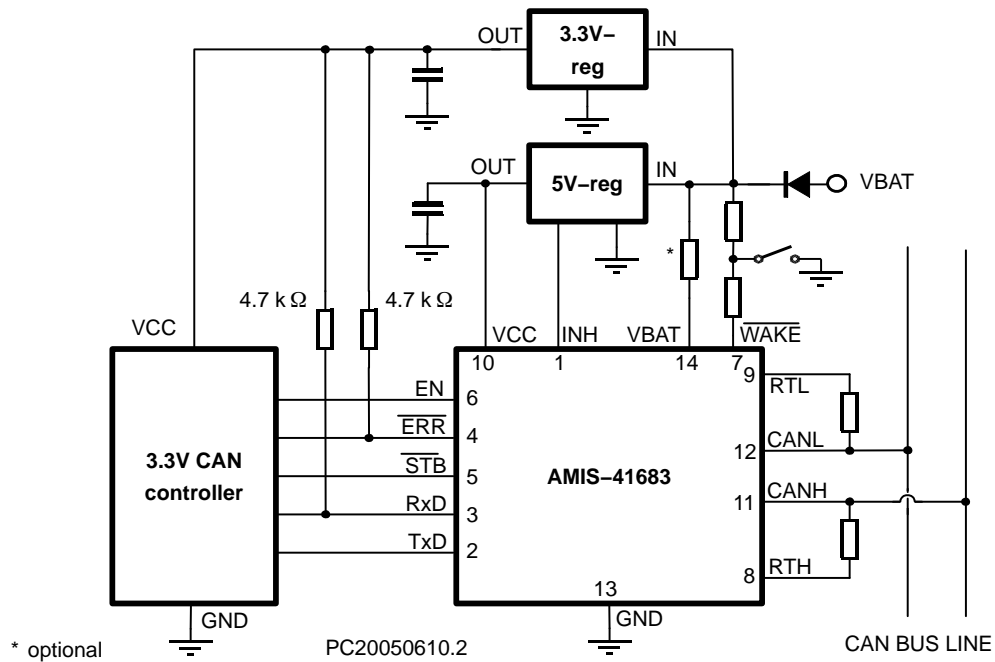 OUT
3.3V−
reg
IN
OUT
5V−reg
IN
VBAT
*
4.7 k Ω
4.7 k Ω
VCC
VCC
INH
VBAT
WAKE
10
1
14
7
9
RTL
EN
6
ERR
4
12
CANL
3.3V CAN
controller
STB
5
AMIS−41683
RxD
3
11
CANH
TxD
2
8
RTH
13
GND
GND
* optional
PC20050610.2
CAN BUS LINE